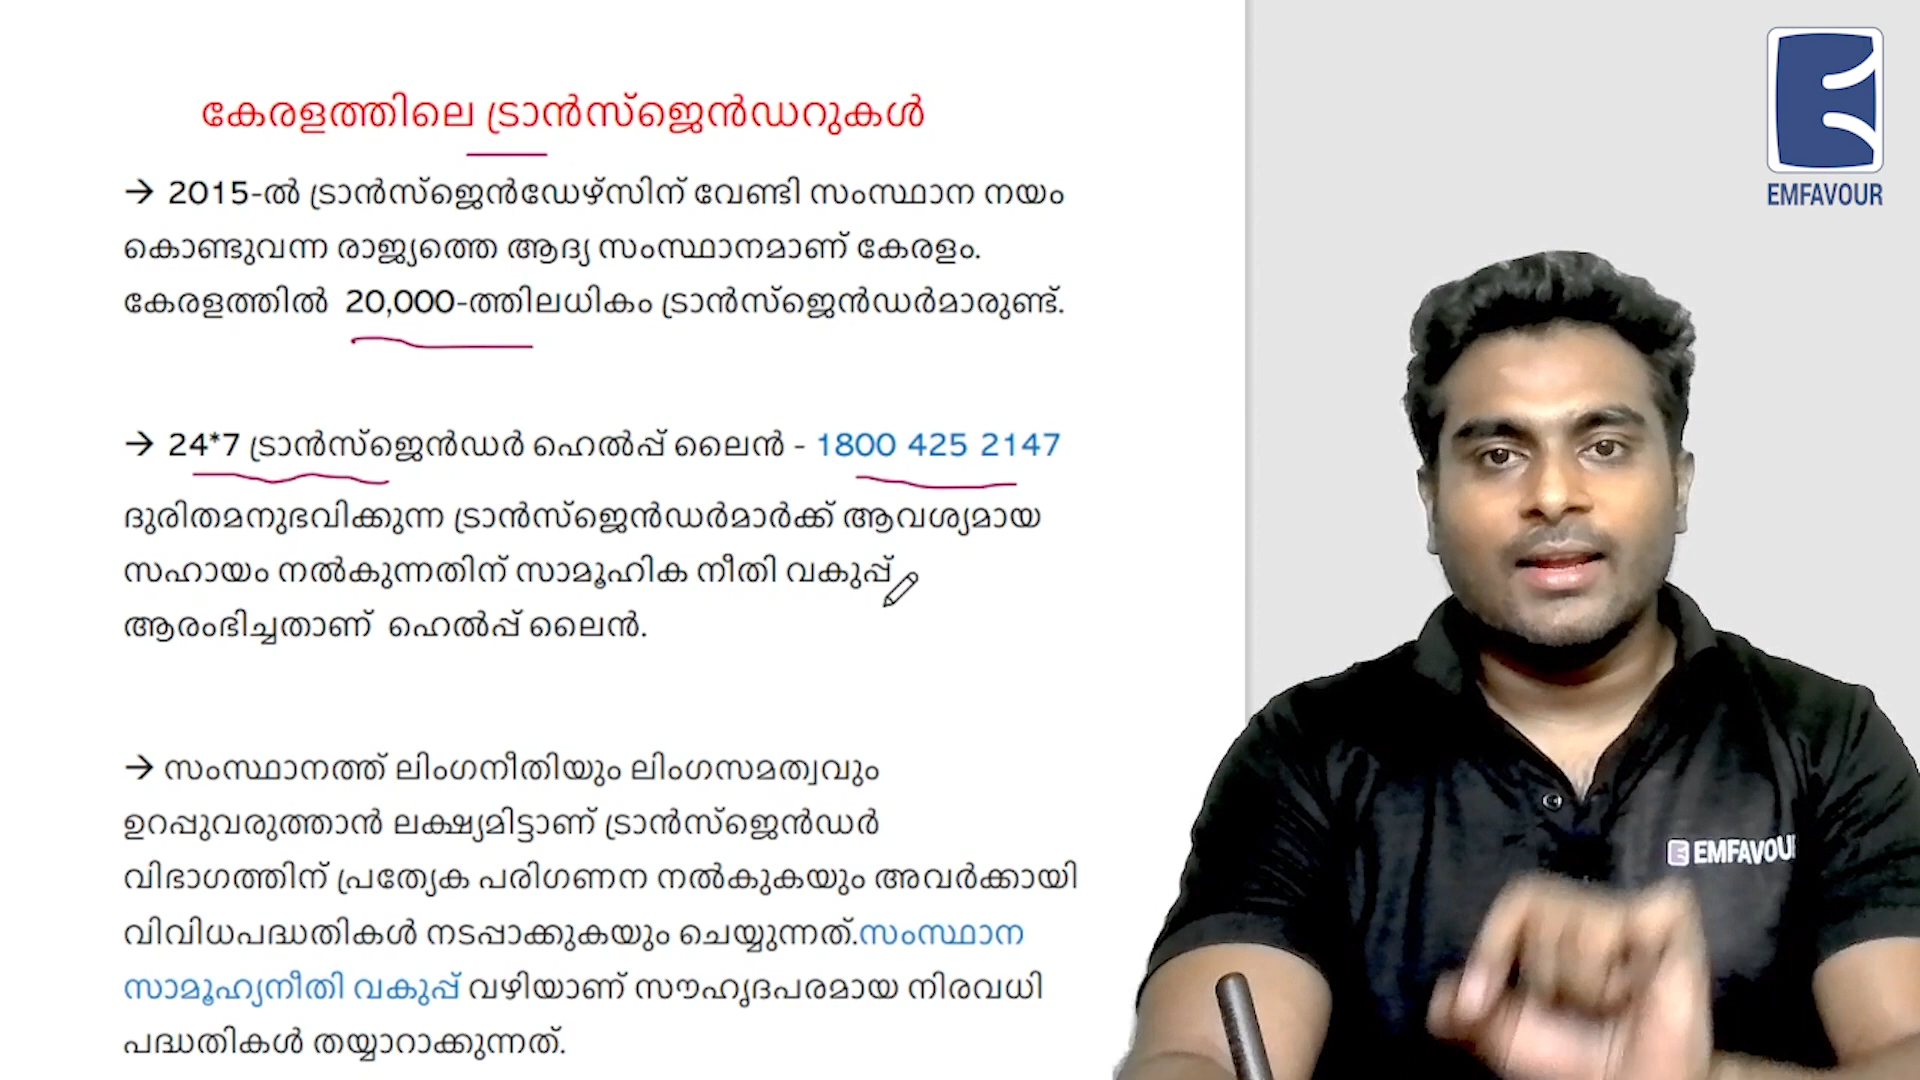 കേരളത്തിലെ ട്രാൻസ്ജെൻഡറുകൾ
→ 2015-ൽ ട്രാൻസ്ജെൻഡേഴ്സിന് വേണ്ടി സംസ്ഥാന നയം
കൊണ്ടുവന്ന രാജ്യത്തെ ആദ്യ സംസ്ഥാനമാണ് കേരളം.
കേരളത്തിൽ 20,000-ത്തിലധികം ട്രാൻസ്ജെൻഡർമാരുണ്ട്.
→ 24*7 ട്രാൻസ്ജെൻഡർ ഹെൽപ്പ് ലൈൻ - 1800 425 2147
ദുരിതമനുഭവിക്കുന്ന ട്രാൻസ്ജെൻഡർമാർക്ക് ആവശ്യമായ
സഹായം നൽകുന്നതിന് സാമൂഹിക നീതി വകുപ്പ്
ആരംഭിച്ചതാണ് ഹെൽപ്പ് ലൈൻ.
→ സംസ്ഥാനത്ത് ലിംഗനീതിയും ലിംഗസമത്വവും
ഉറപ്പുവരുത്താൻ ലക്ഷ്യമിട്ടാണ് ട്രാൻസ്ജെൻഡർ
വിഭാഗത്തിന് പ്രത്യേക പരിഗണന നൽകുകയും അവർക്കായി
വിവിധപദ്ധതികൾ നടപ്പാക്കുകയും ചെയ്യുന്നത്.സംസ്ഥാന
സാമൂഹ്യനീതി വകുപ്പ് വഴിയാണ് സൗഹൃദപരമായ നിരവധി
പദ്ധതികൾ തയ്യാറാക്കുന്നത്.
EMFAVOUR
EMFAVOUR